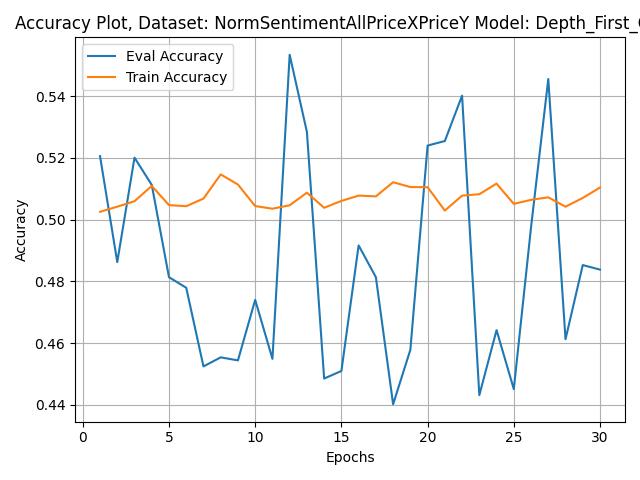 Accuracy Plot, Dataset: NormSentimentAllPriceXPriceY Model: Depth_First_
Eval Accuracy
Train Accuracy
0.54
0.52
0.50
0.48
0.46
0.44
Accuracy
0 5 10 15 20 25 30
Epochs